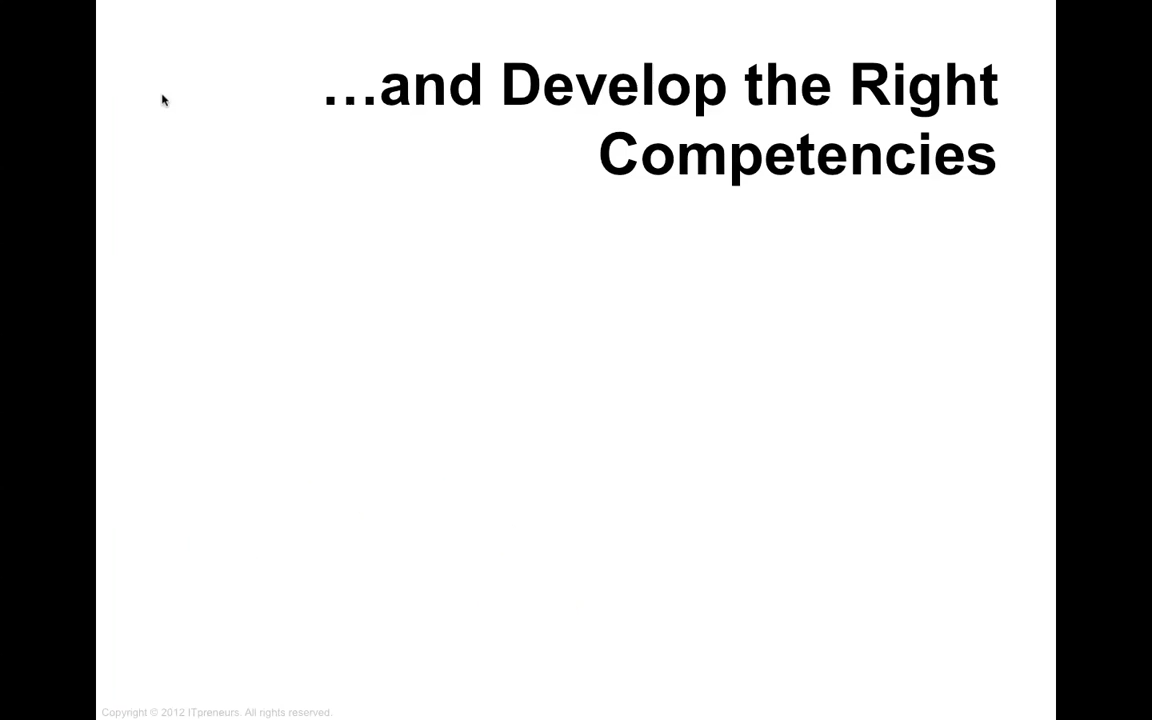 …and Develop the Right
Competencies
Copyright © 2012 ITpreneurs. All rights reserved.